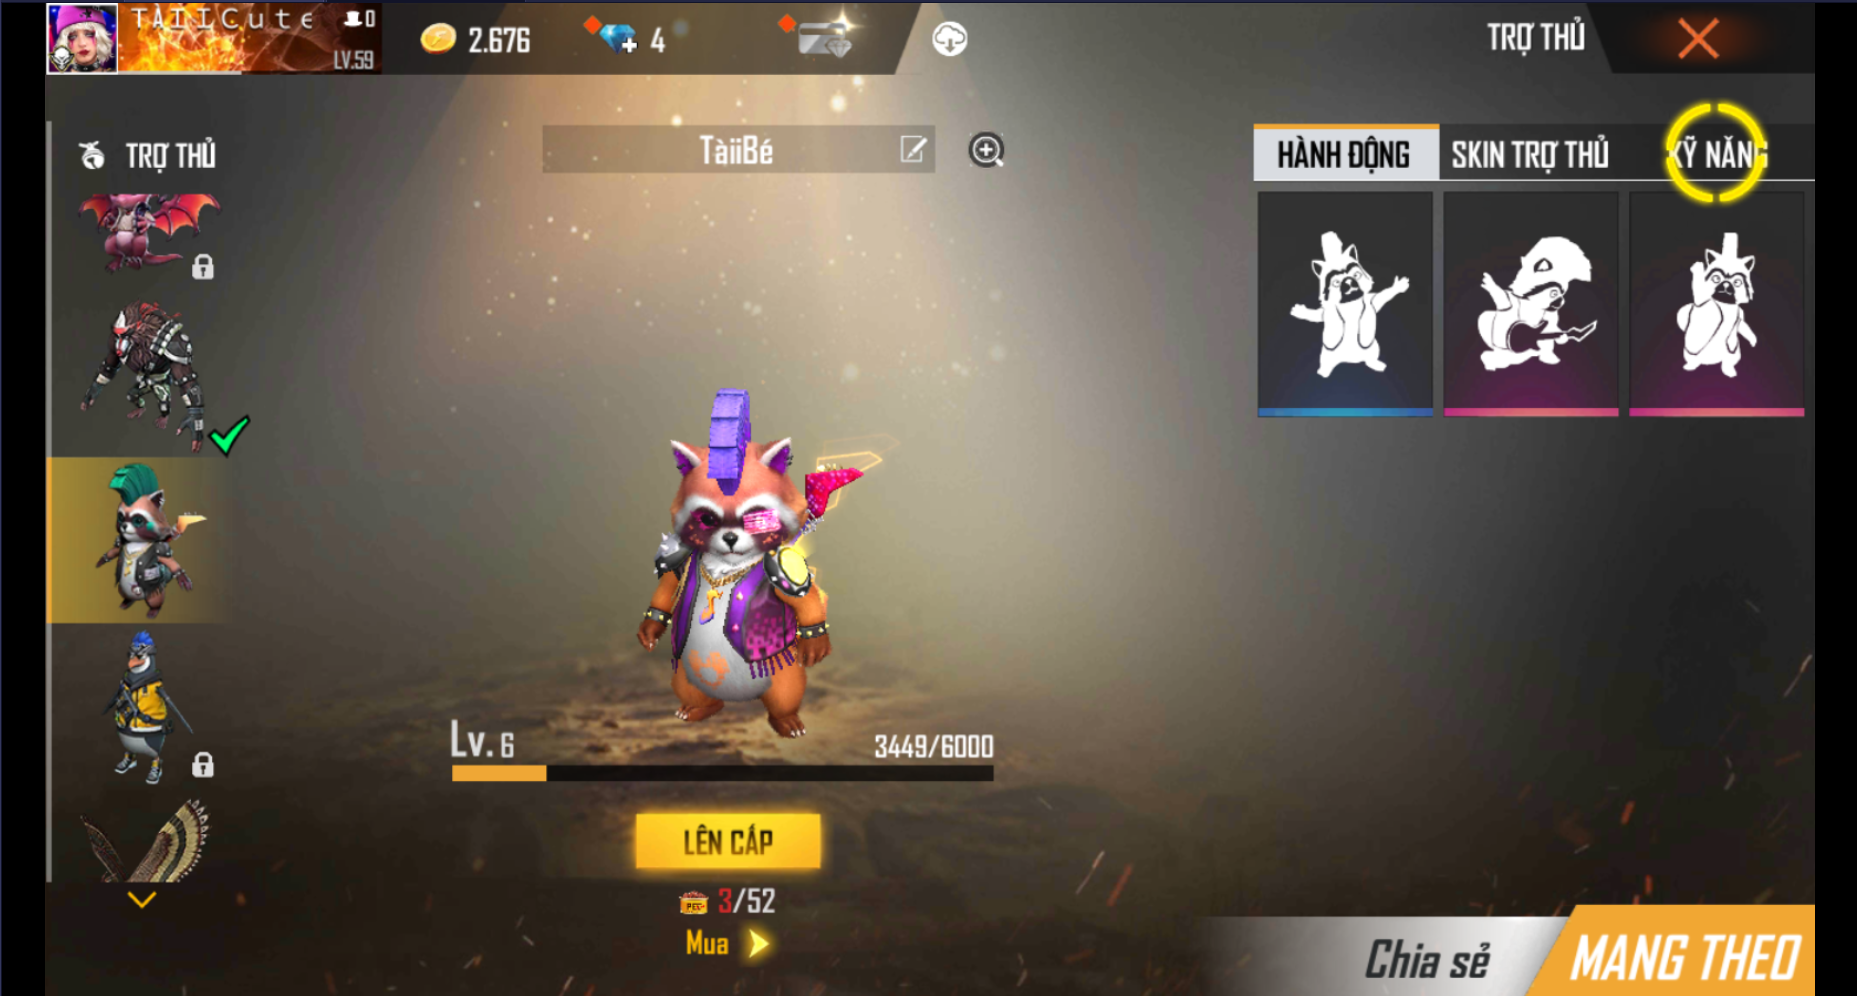 TÀIICute
0
LV.59
2.676
4
TRỢ THỦ
TRỢ THỦ
TàiiBé
HÀNH ĐỘNG
SKIN TRỢ THỦ
KỸ NĂNG
Lv. 6
3449/6000
LÊN CẤP
3/52
Mua
Chia sẻ
MANG THEO